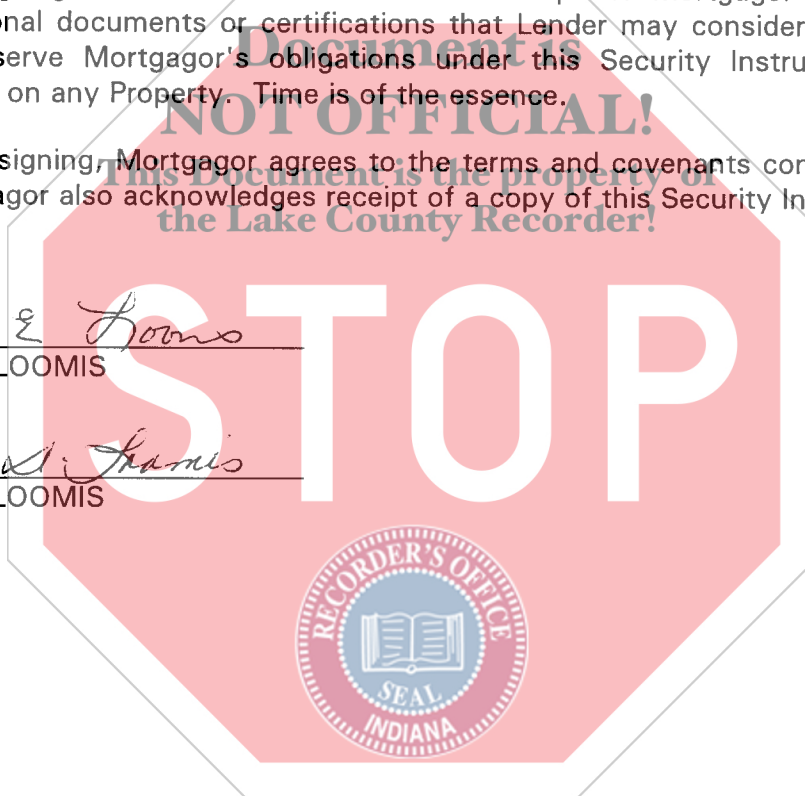 onal documents or certifications that Lender may consider
serve Mortgagor's obligations under this Security Instru
on any Property. Time is of the essence.
signing, Mortgagor agrees to the terms and covenants con
agor also acknowledges receipt of a copy of this Security In
Document is
NOT OFFICIAL!
This Document is the property of
the Lake County Recorder!
STOP
E Loomis
LOOMIS
Loomis
LOOMIS
RECORDER'S OFFICE
SEAL
INDIANA